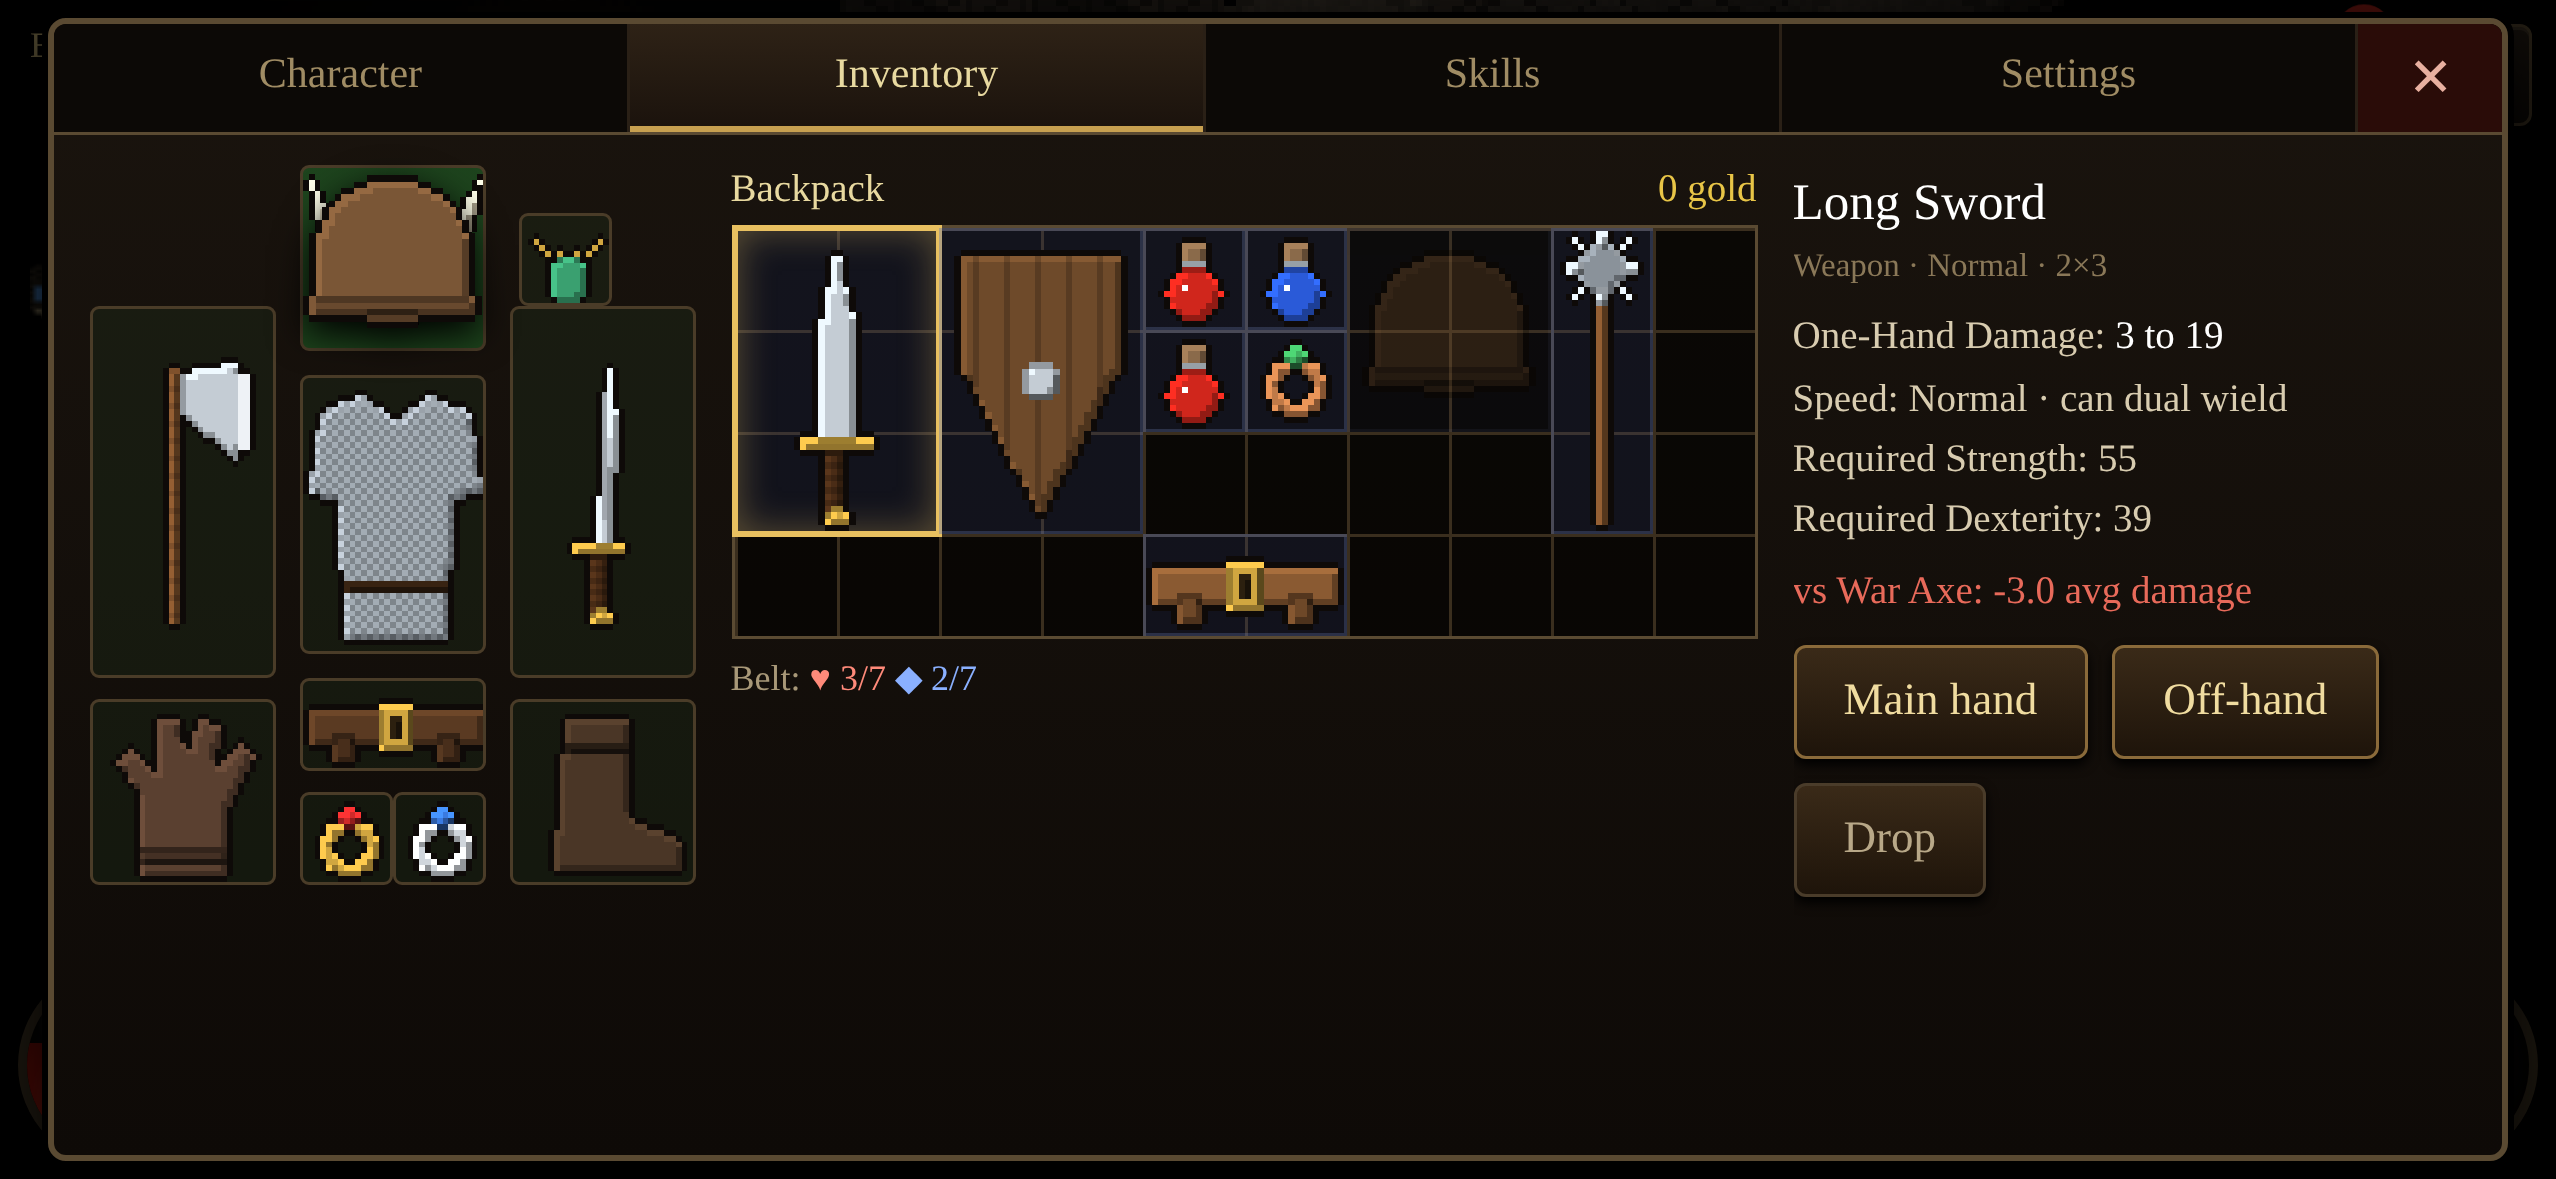 Character
Inventory
Skills
Settings
✕
Backpack
0 gold
Belt: ♥ 3/7 ◆ 2/7
Long Sword
Weapon · Normal · 2×3
One-Hand Damage: 3 to 19
Speed: Normal · can dual wield
Required Strength: 55
Required Dexterity: 39
vs War Axe: -3.0 avg damage
Main hand
Off-hand
Drop